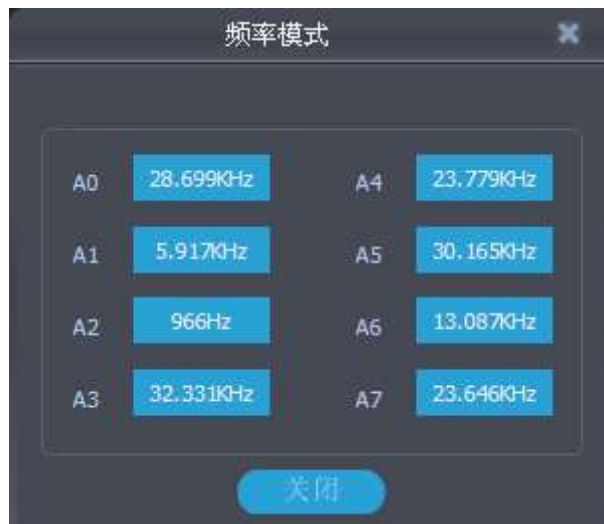 频率模式
A0 28.699KHz A4 23.779KHz
A1 5.917KHz A5 30.165KHz
A2 966Hz A6 13.087KHz
A3 32.331KHz A7 23.646KHz
关闭